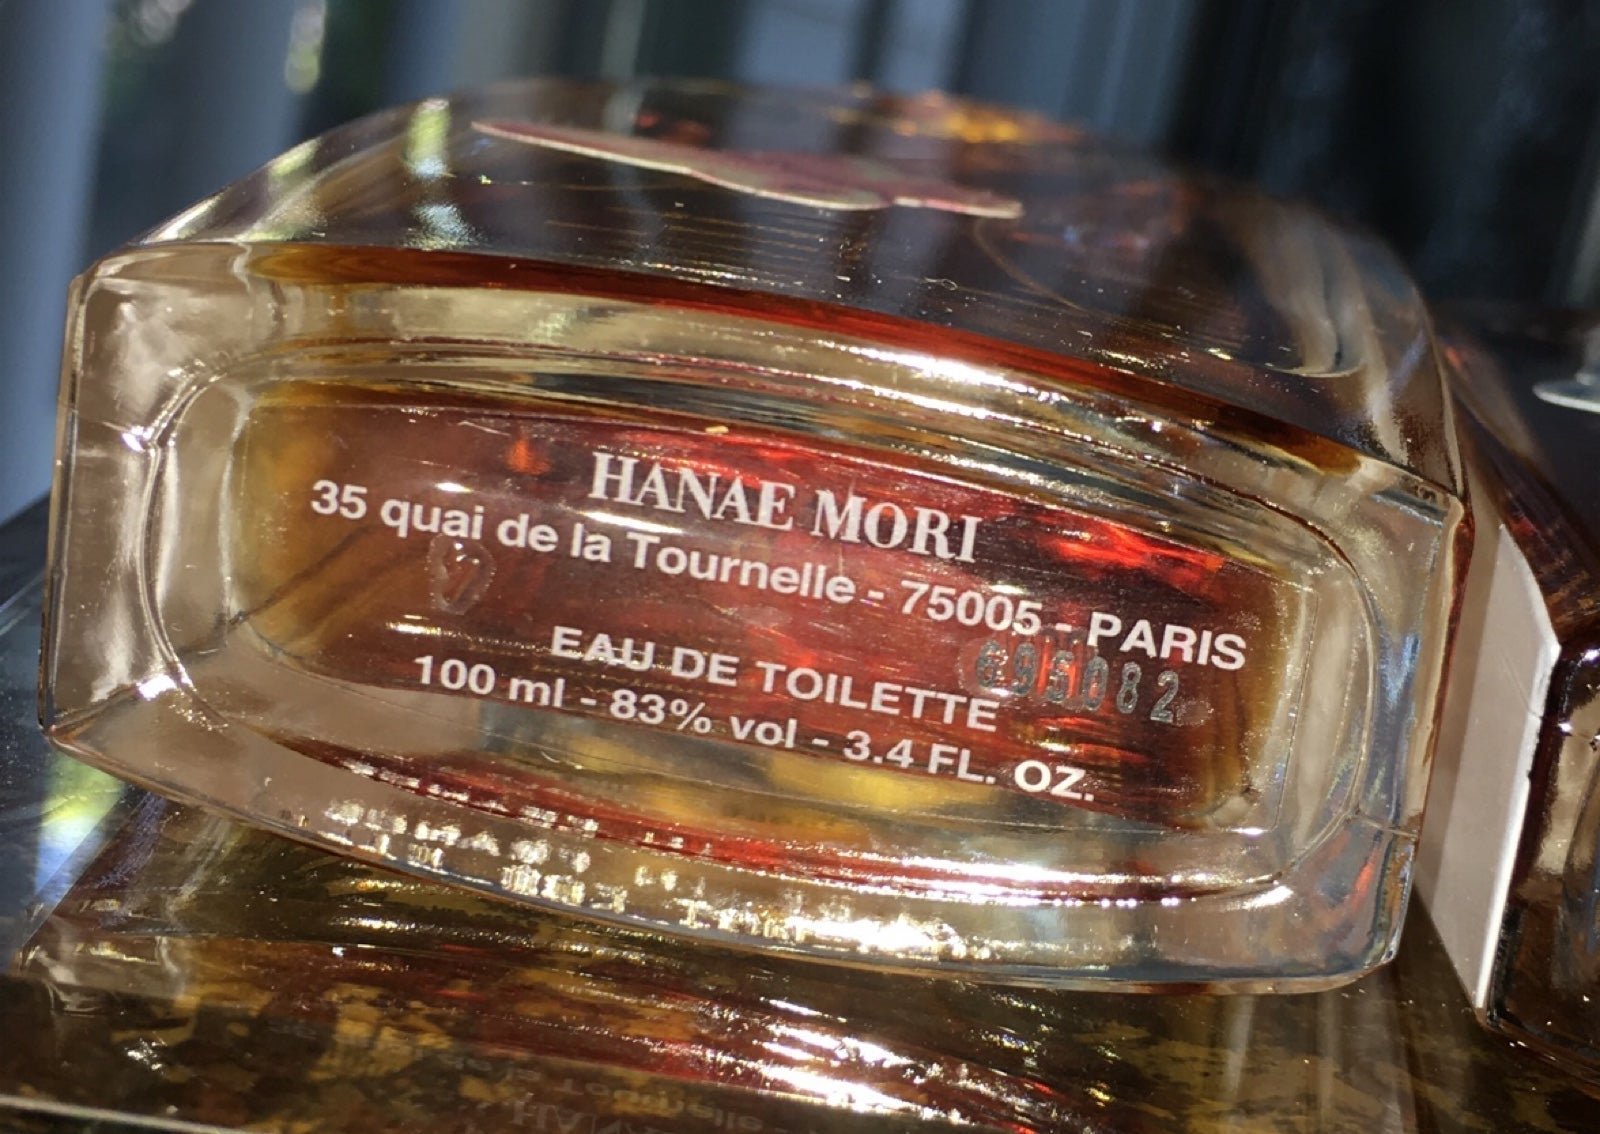 HANAE MORI
35 quai de la Tournelle - 75005 - PARIS
EAU DE TOILETTE
695082
100 ml - 83% vol - 3.4 FL. OZ.